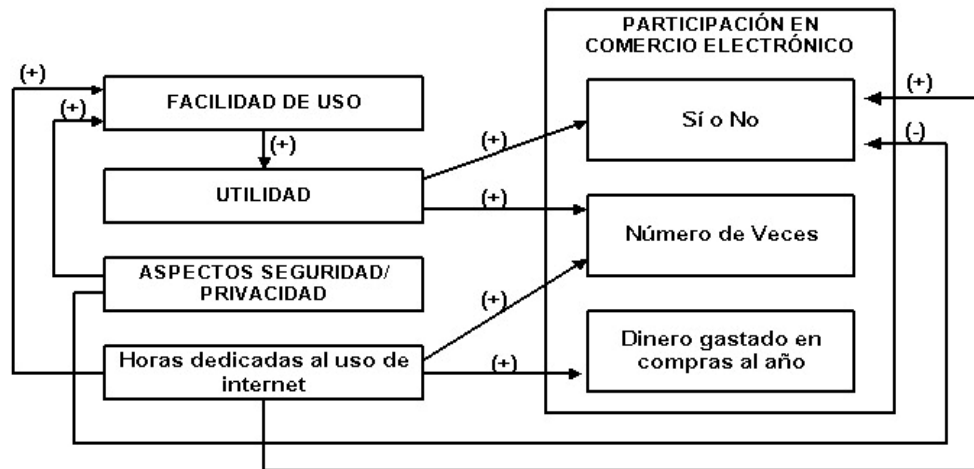 PARTICIPACIÓN EN
COMERCIO ELECTRÓNICO
(+)
FACILIDAD DE USO
(+)
(+)
Sí o No
(+)
(-)
(+)
(+)
UTILIDAD
(+)
Número de Veces
ASPECTOS SEGURIDAD/
PRIVACIDAD
(+)
Horas dedicadas al uso de
internet
(+)
Dinero gastado en
compras al año